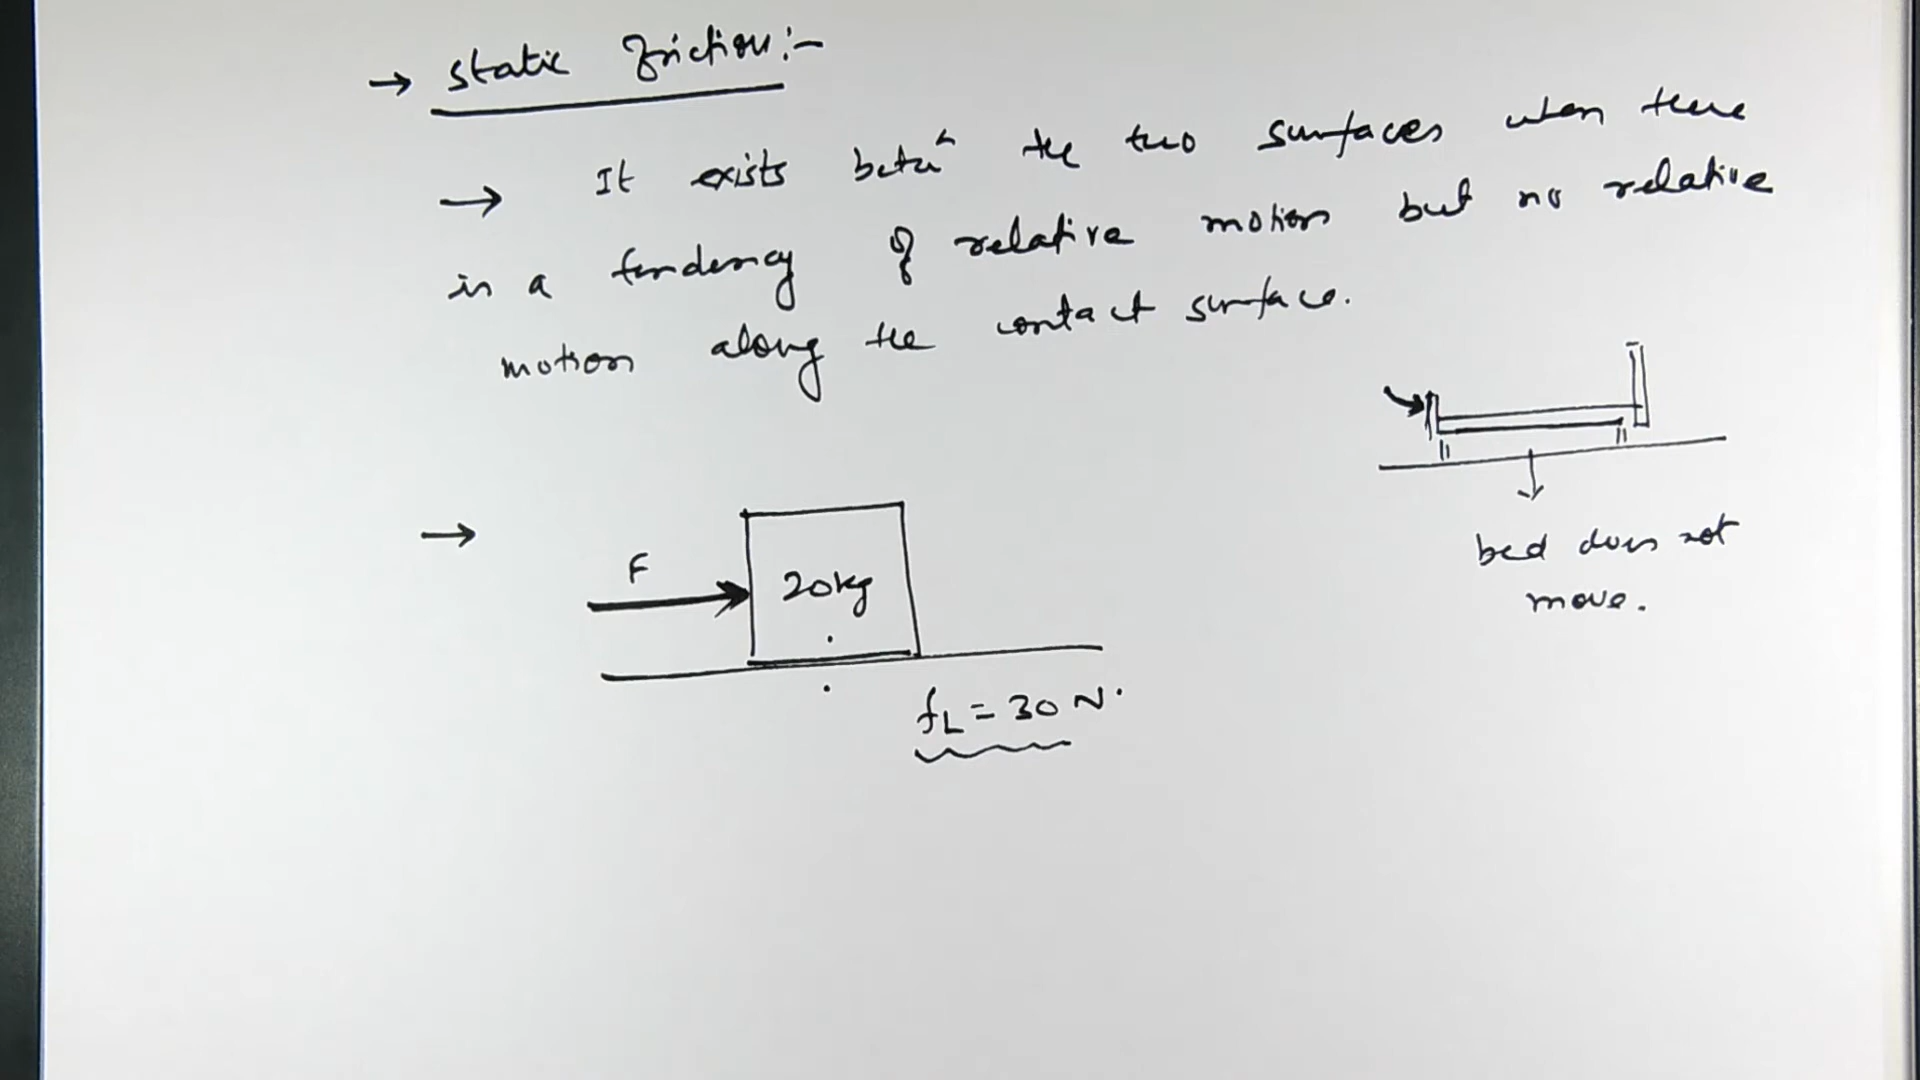 → static friction:-
→ It exists betwⁿ the two surfaces when there
is a tendency of relative motion but no relative
motion along the contact surface.
→
F
20kg
fL = 30 N.
bed does not
move.